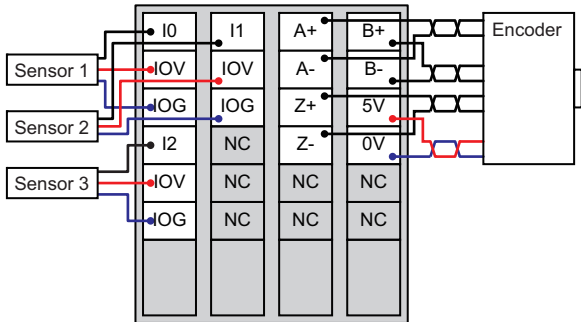 I0 I1 A+ B+ Encoder
Sensor 1 IOV IOV A- B-
IOG IOG Z+ 5V
Sensor 2
I2 NC Z- 0V
Sensor 3 IOV NC NC NC
IOG NC NC NC